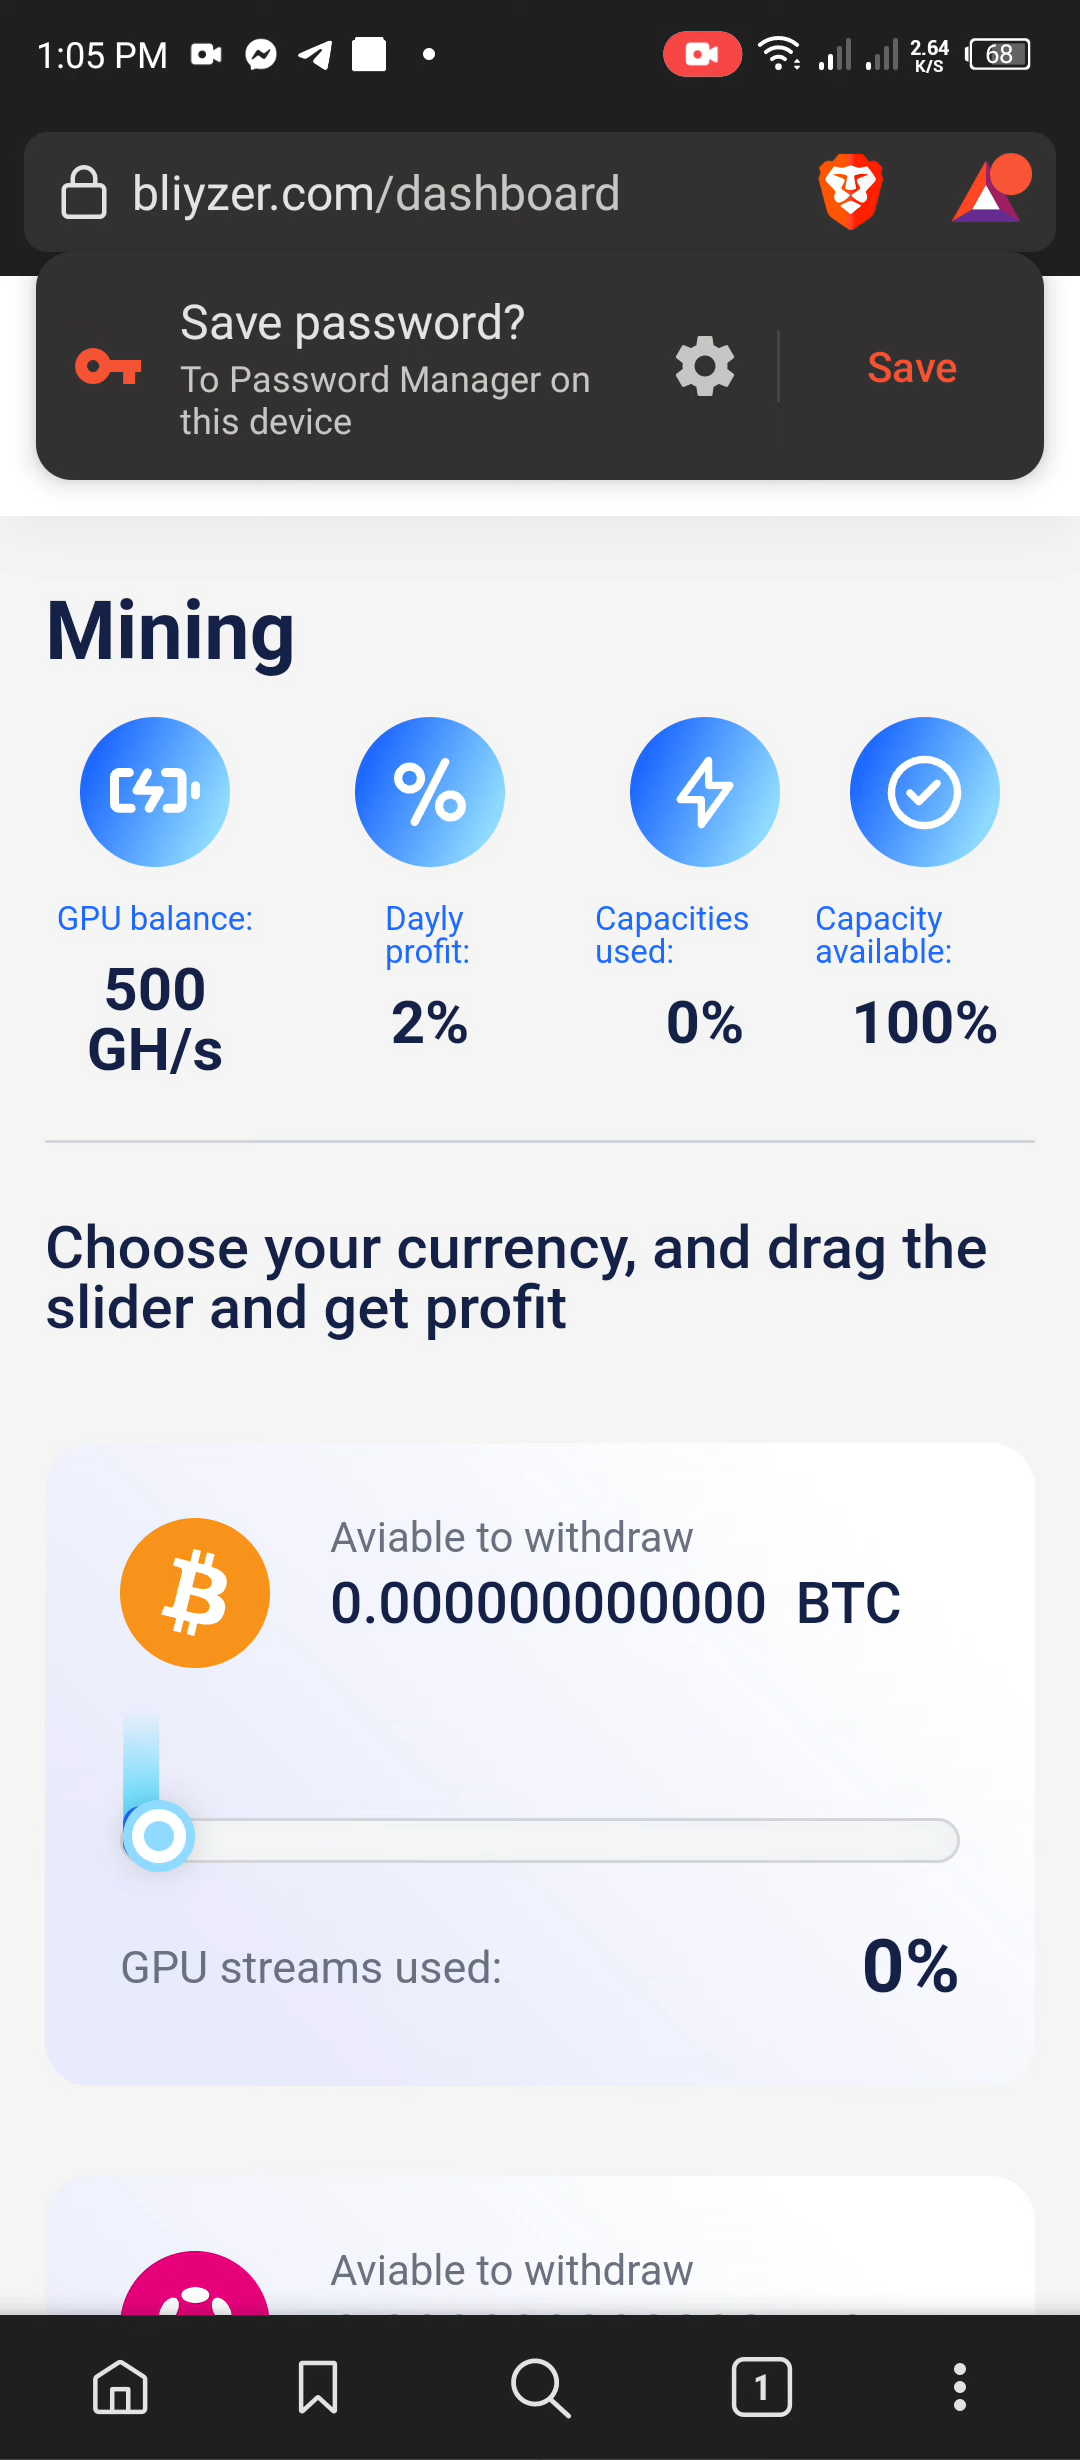 1:05 PM
2.64
K/S
68
bliyzer.com/dashboard
Save password?
To Password Manager on
this device
Save
Mining
GPU balance:
500
GH/s
Dayly
profit:
2%
Capacities
used:
0%
Capacity
available:
100%
Choose your currency, and drag the
slider and get profit
Aviable to withdraw
0.000000000000 BTC
GPU streams used:
0%
Aviable to withdraw
1